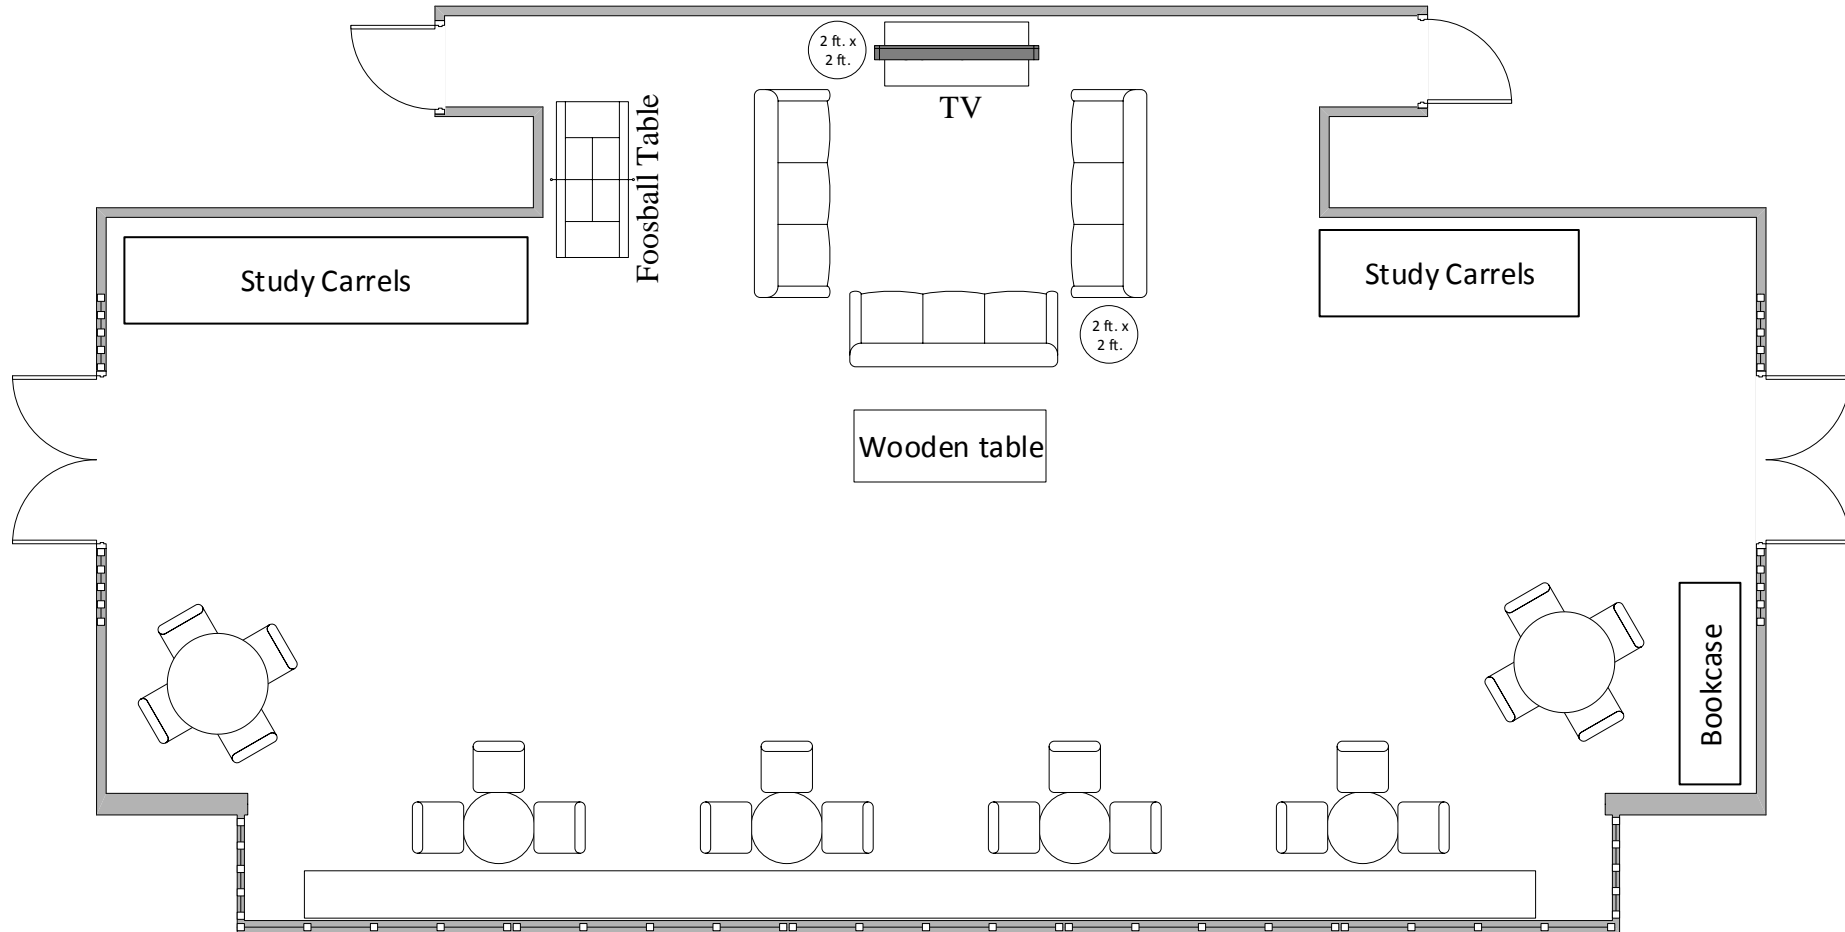 2 ft. x
2 ft.
TV
Foosball Table
Study Carrels
Study Carrels
2 ft. x
2 ft.
Wooden table
Bookcase